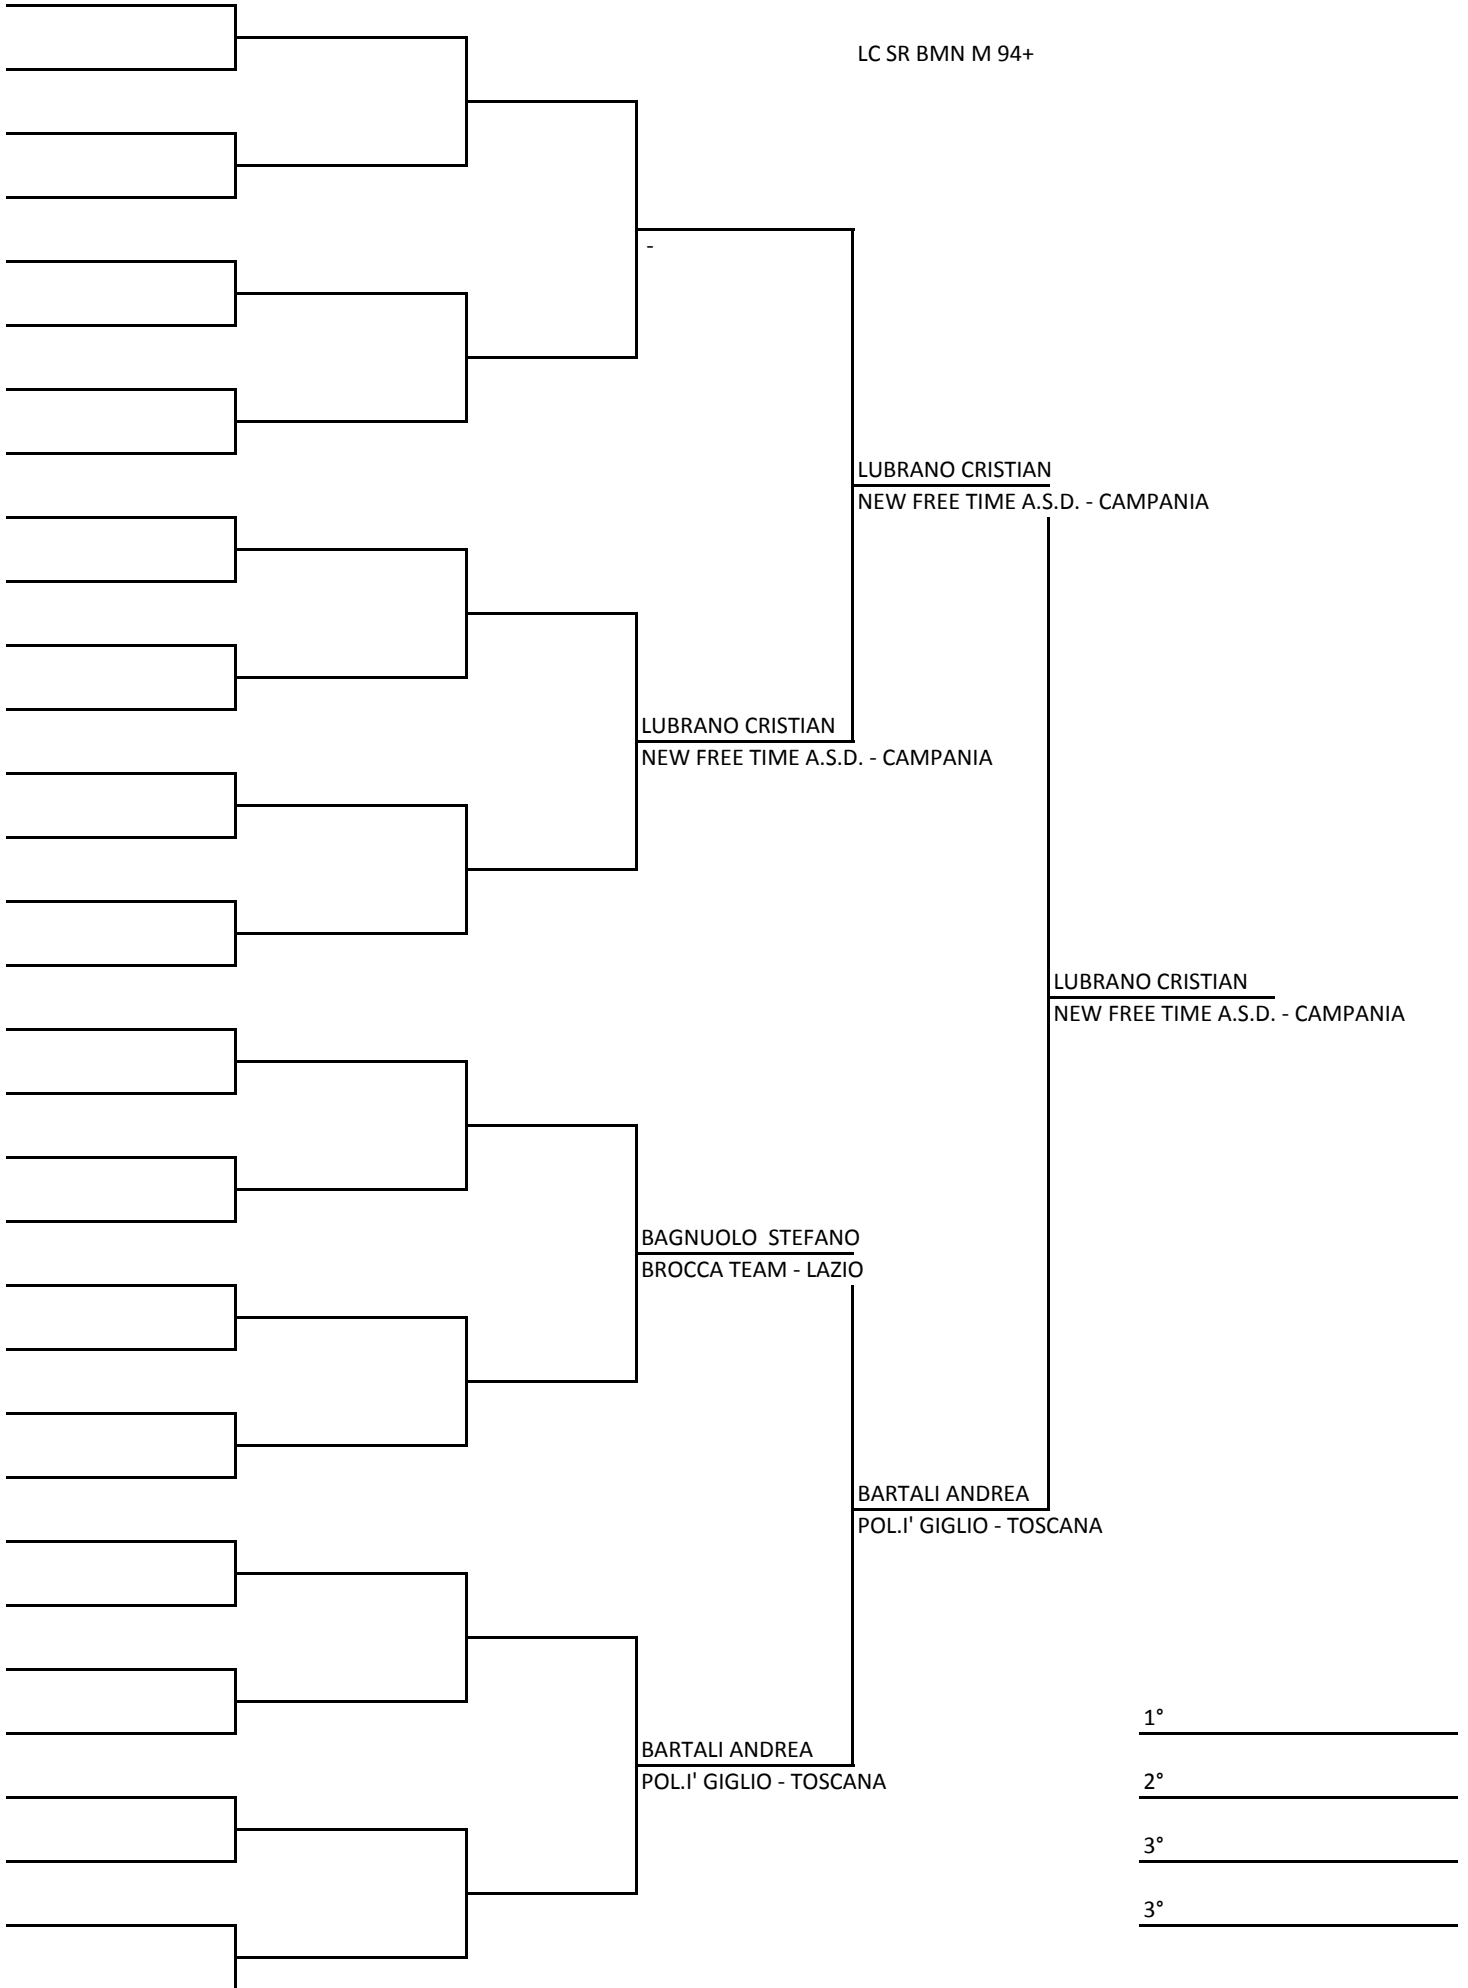 LC SR BMN M 94+
-
LUBRANO CRISTIAN
NEW FREE TIME A.S.D. - CAMPANIA
LUBRANO CRISTIAN
NEW FREE TIME A.S.D. - CAMPANIA
LUBRANO CRISTIAN
NEW FREE TIME A.S.D. - CAMPANIA
BAGNUOLO  STEFANO
BROCCA TEAM - LAZIO
BARTALI ANDREA
POL.I' GIGLIO - TOSCANA
BARTALI ANDREA
POL.I' GIGLIO - TOSCANA
1°
2°
3°
3°